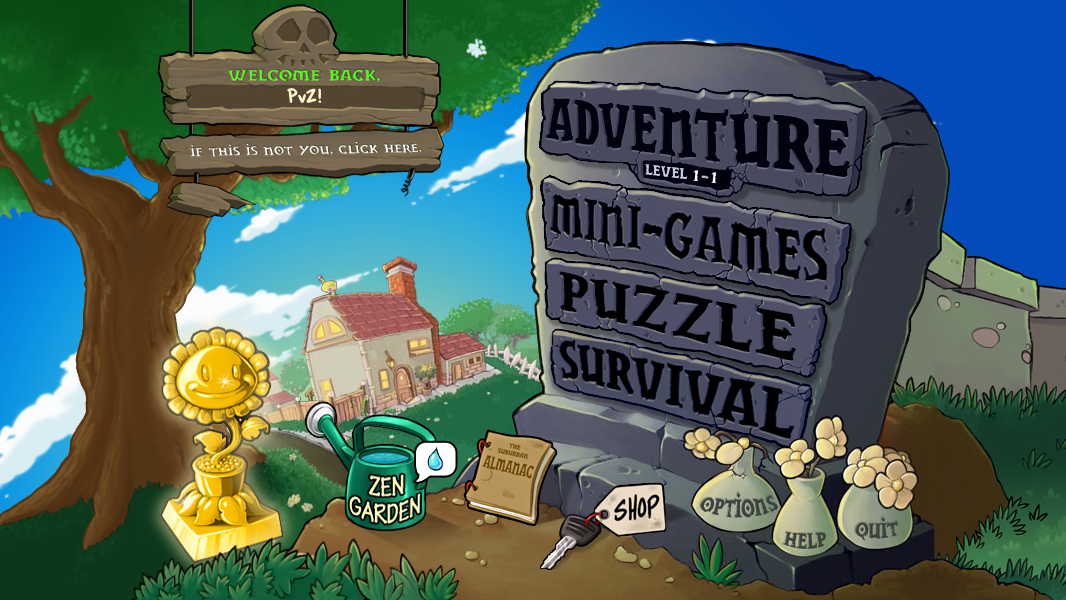 WELCOME BACK,
PvZ!
IF THIS IS NOT YOU, CLICK HERE.
ADVENTURE
LEVEL 1-1
MINI-GAMES
PUZZLE
SURVIVAL
ZEN
GARDEN
THE
SUBURBAN
ALMANAC
SHOP
OPTIONS
HELP
QUIT